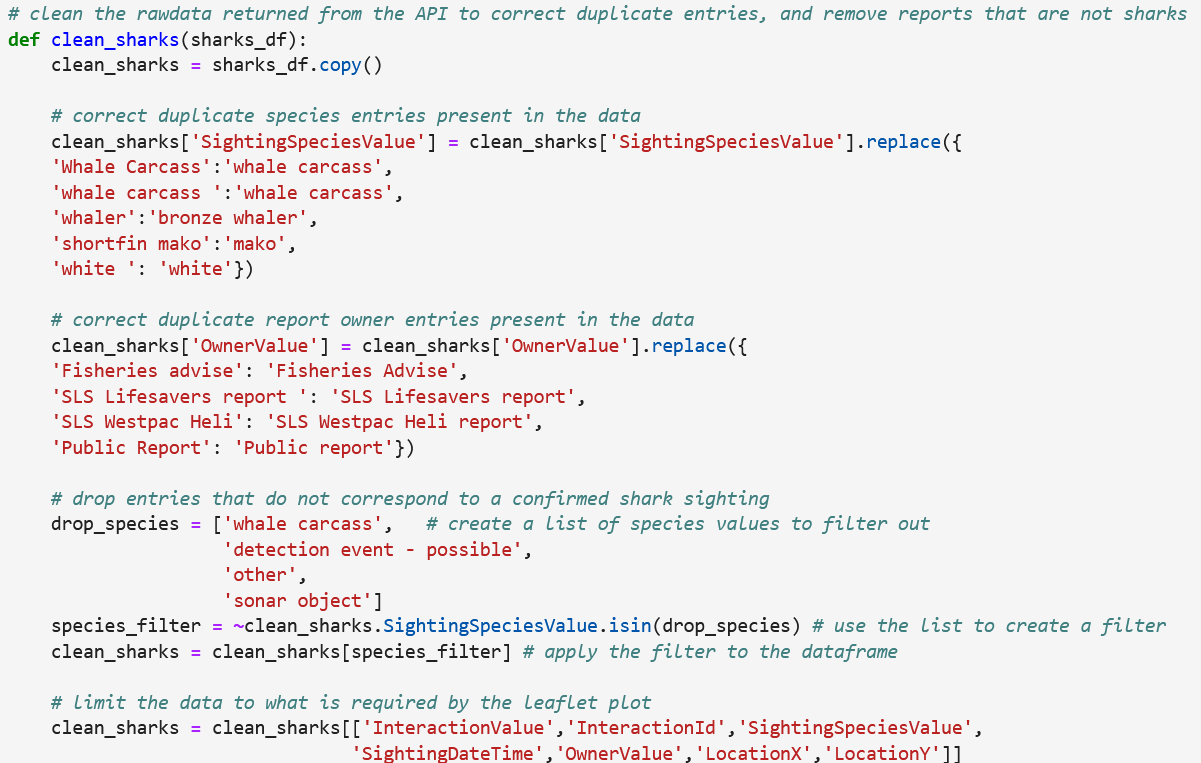 # clean the rawdata returned from the API to correct duplicate entries, and remove reports that are not sharks
def clean_sharks(sharks_df):
    clean_sharks = sharks_df.copy()

    # correct duplicate species entries present in the data
    clean_sharks['SightingSpeciesValue'] = clean_sharks['SightingSpeciesValue'].replace({
    'Whale Carcass':'whale carcass',
    'whale carcass ':'whale carcass',
    'whaler':'bronze whaler',
    'shortfin mako':'mako',
    'white ': 'white'})

    # correct duplicate report owner entries present in the data
    clean_sharks['OwnerValue'] = clean_sharks['OwnerValue'].replace({
    'Fisheries advise': 'Fisheries Advise',
    'SLS Lifesavers report ': 'SLS Lifesavers report',
    'SLS Westpac Heli': 'SLS Westpac Heli report',
    'Public Report': 'Public report'})

    # drop entries that do not correspond to a confirmed shark sighting
    drop_species = ['whale carcass',   # create a list of species values to filter out
                    'detection event - possible',
                    'other',
                    'sonar object']
    species_filter = ~clean_sharks.SightingSpeciesValue.isin(drop_species) # use the list to create a filter
    clean_sharks = clean_sharks[species_filter] # apply the filter to the dataframe

    # limit the data to what is required by the leaflet plot
    clean_sharks = clean_sharks[['InteractionValue','InteractionId','SightingSpeciesValue',
                                'SightingDateTime','OwnerValue','LocationX','LocationY']]